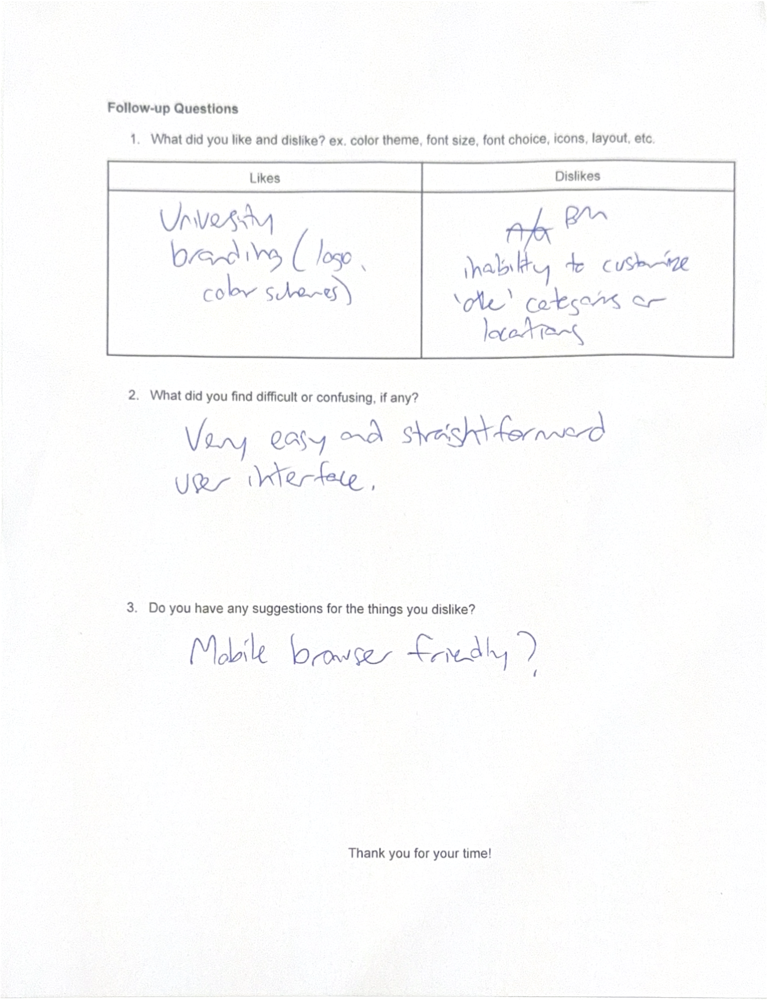 Follow-up Questions
1. What did you like and dislike? ex. color theme, font size, font choice, icons, layout, etc.
Likes
Dislikes
University
branding (logo,
color schemes)
N/A BM
inability to customize
'other' categories or
locations
2. What did you find difficult or confusing, if any?
Very easy and straightforward
user interface.
3. Do you have any suggestions for the things you dislike?
Mobile browser friendly?
Thank you for your time!